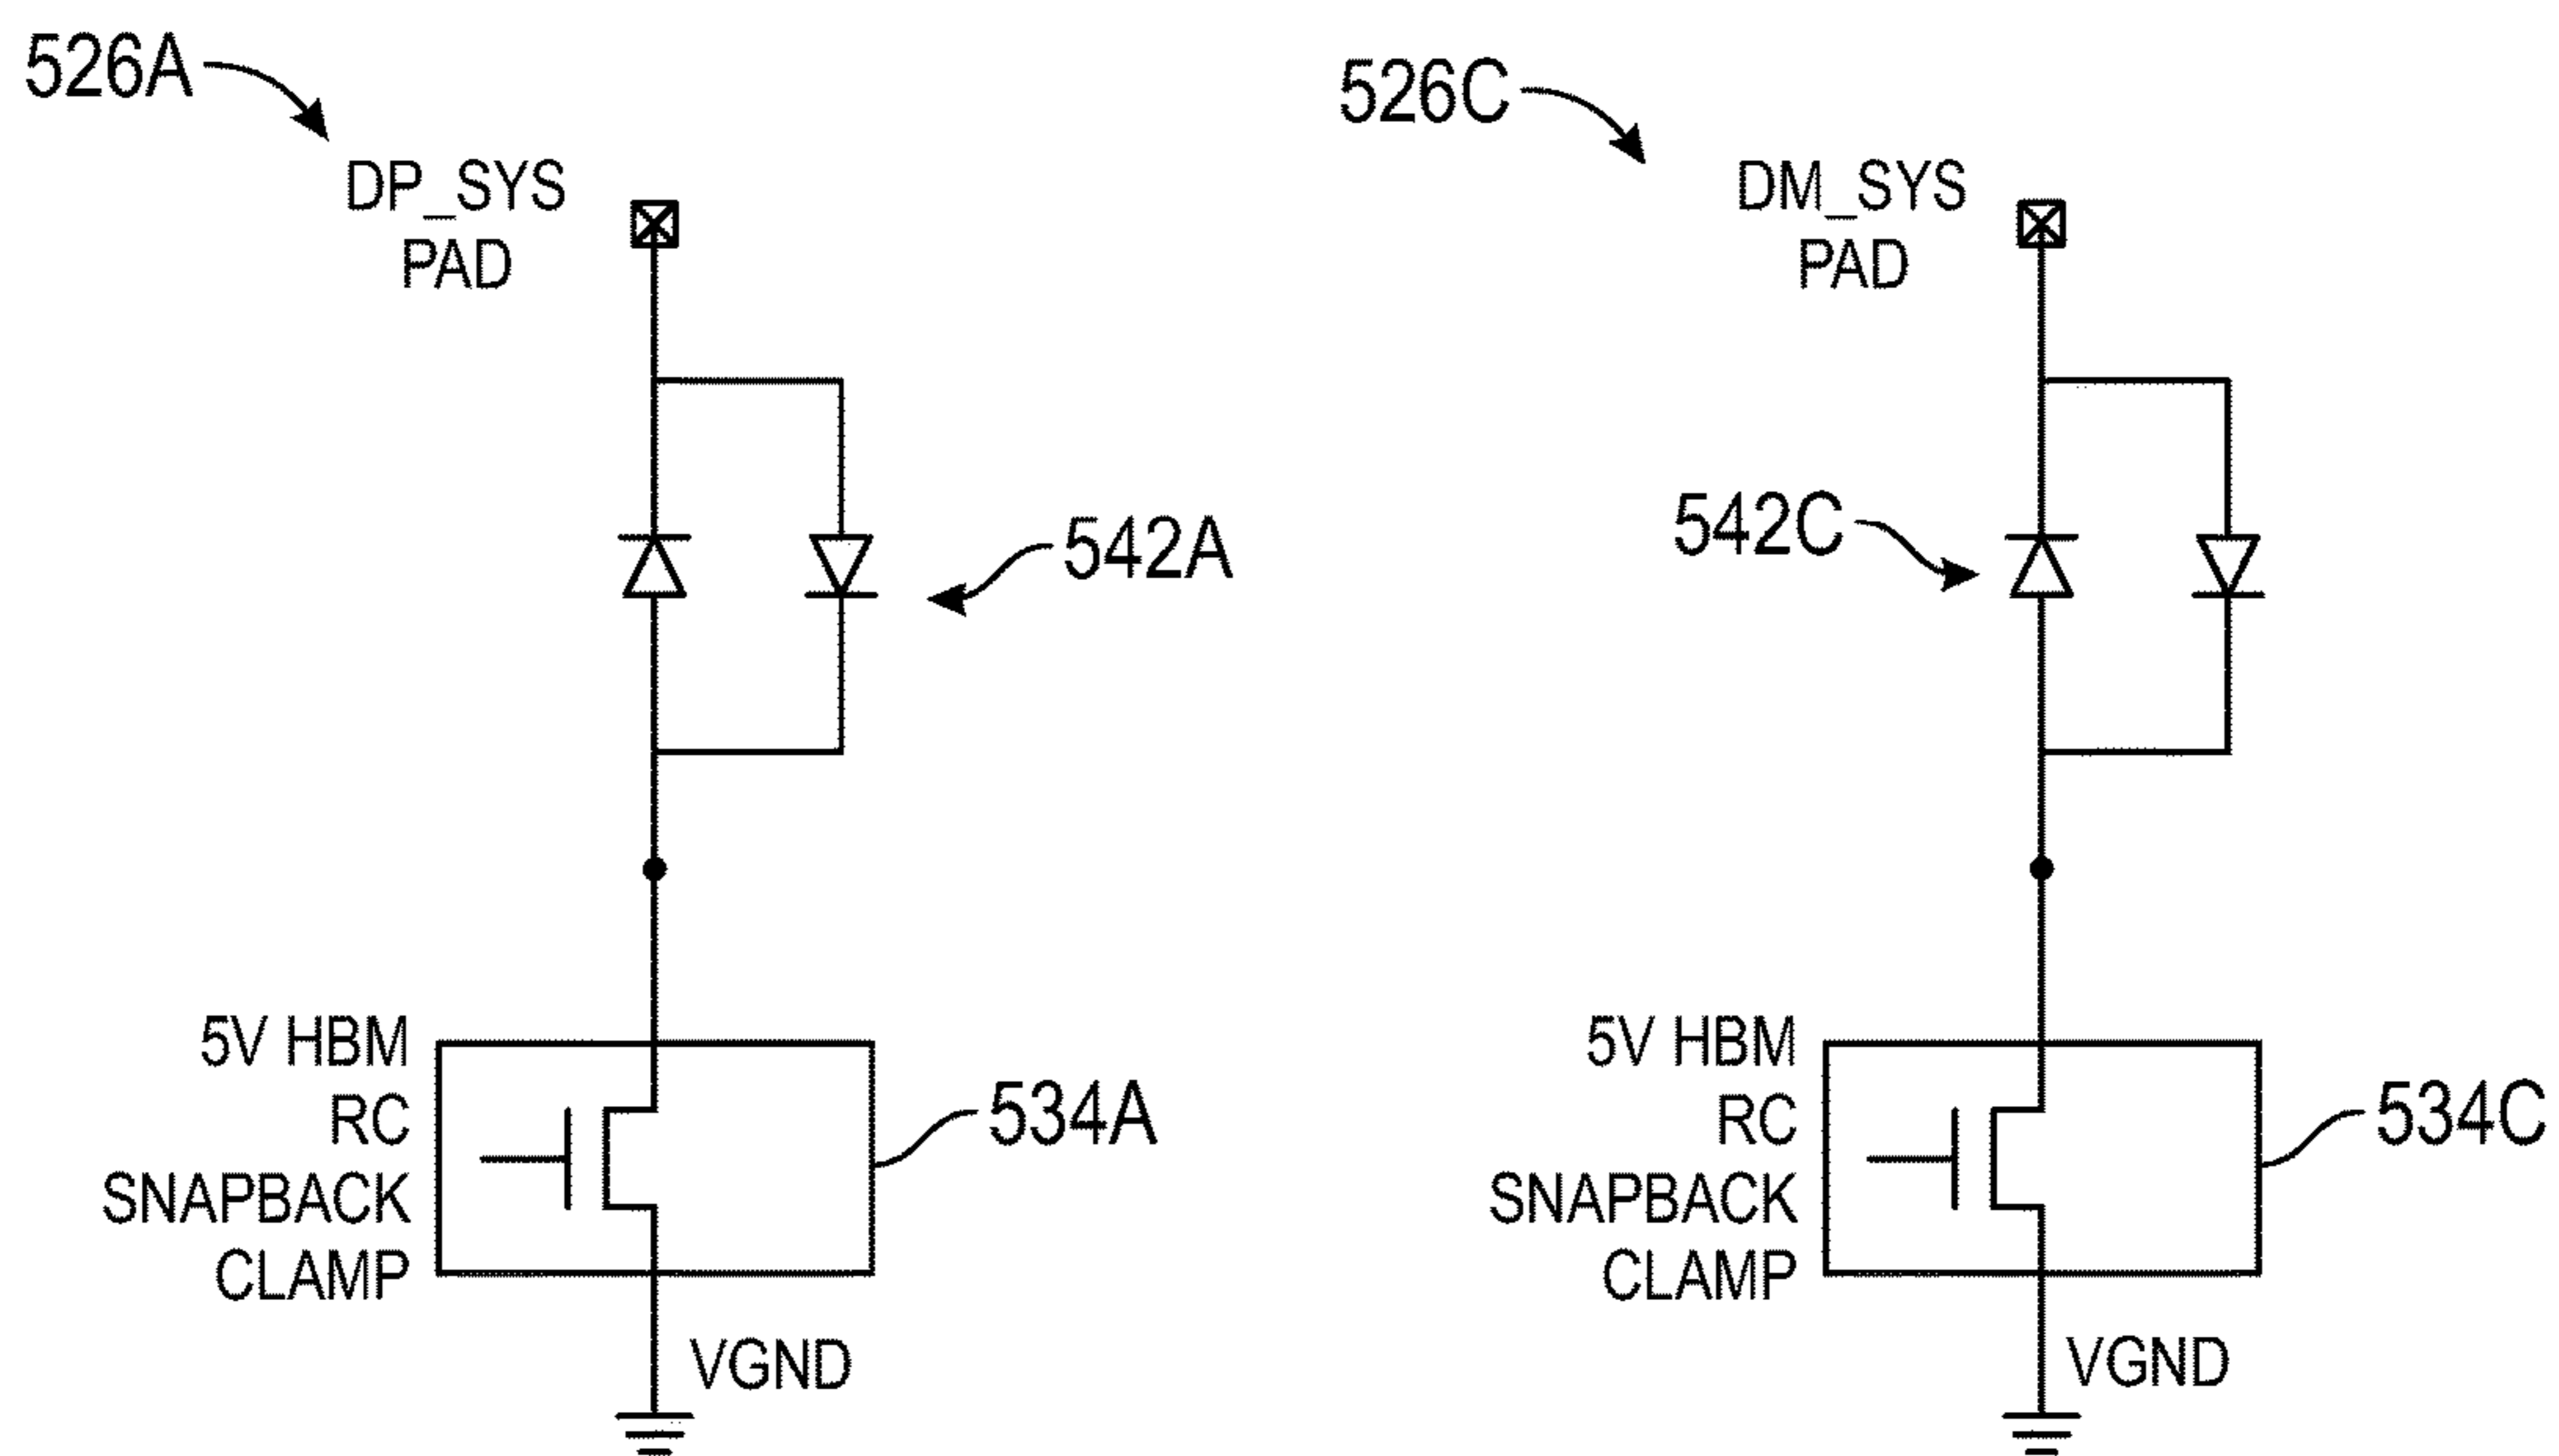 526A
DP_SYS
PAD
542A
5V HBM
RC
SNAPBACK
CLAMP
534A
VGND
526C
DM_SYS
PAD
542C
5V HBM
RC
SNAPBACK
CLAMP
534C
VGND